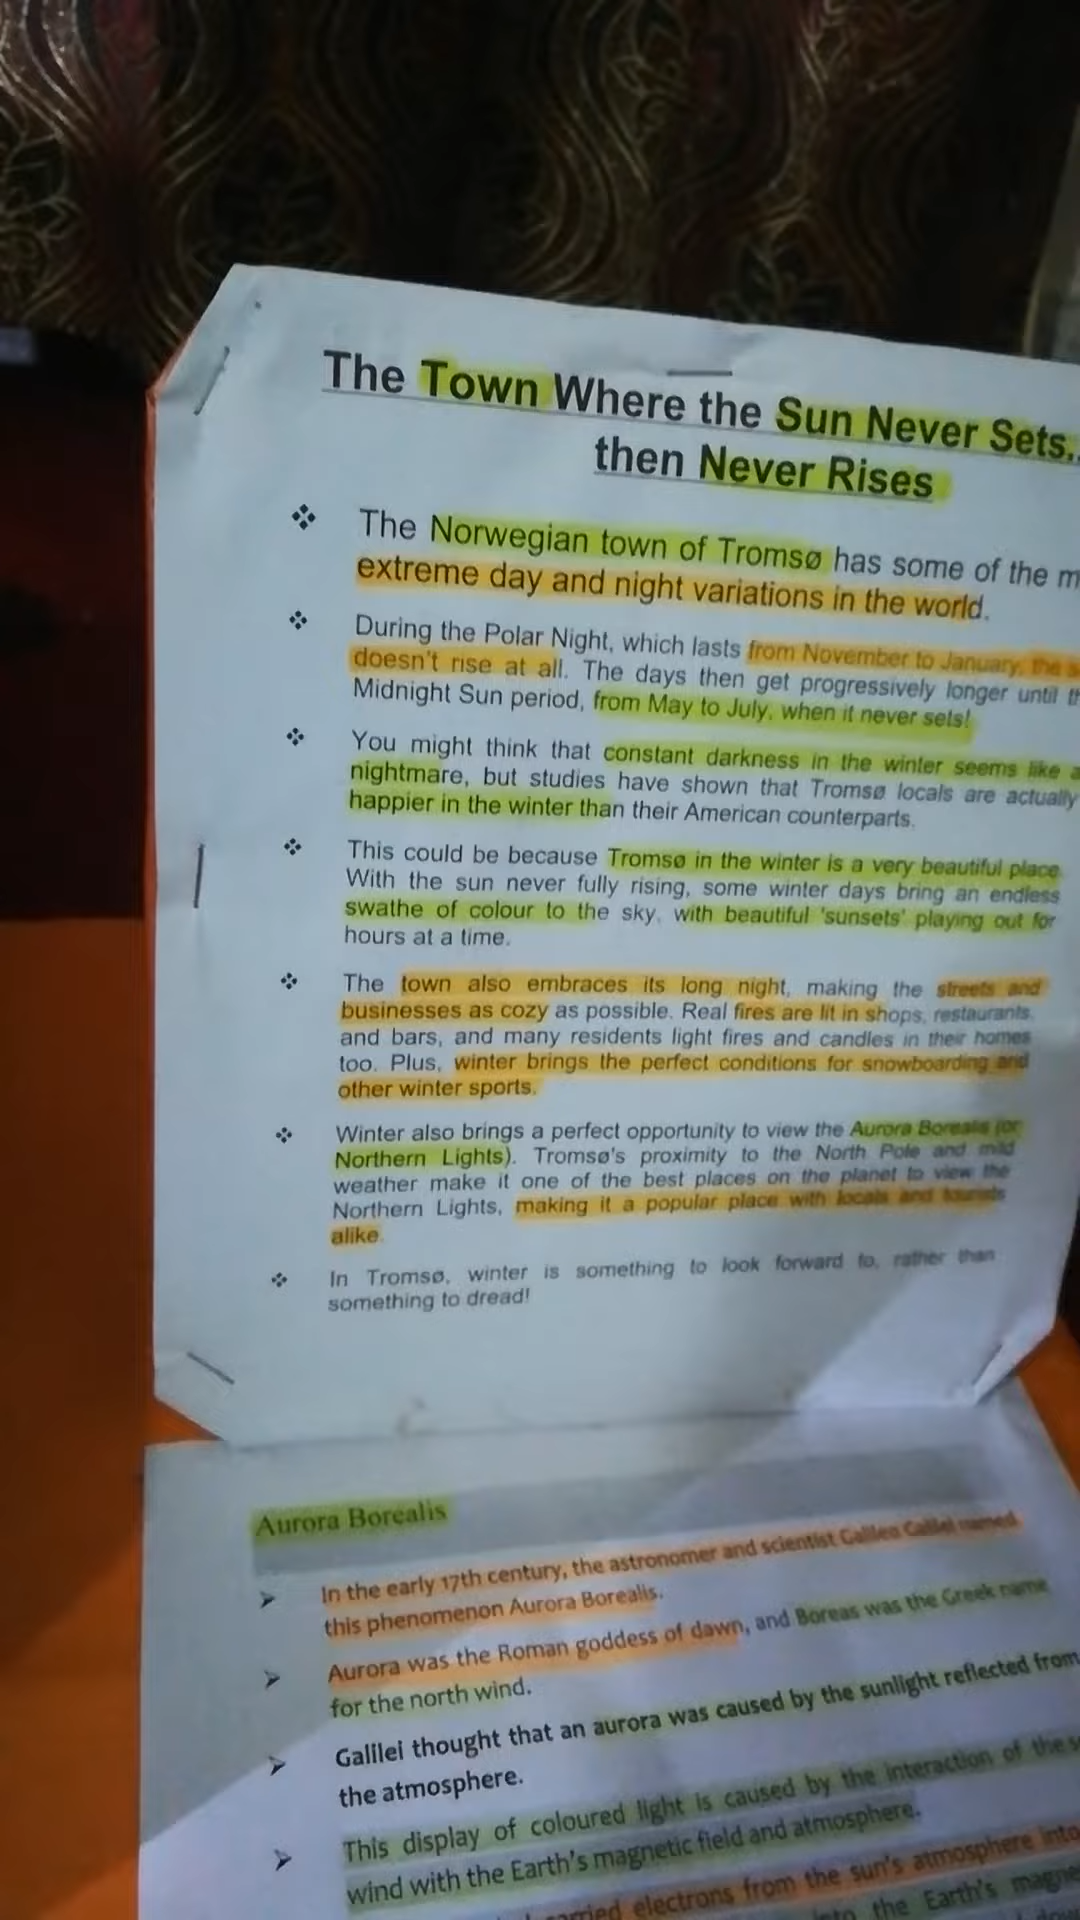 The Town Where the Sun Never Sets..
then Never Rises
❖ The Norwegian town of Tromsø has some of the m
extreme day and night variations in the world.
❖ During the Polar Night, which lasts from November to January, the s
doesn't rise at all. The days then get progressively longer until th
Midnight Sun period, from May to July, when it never sets!
❖ You might think that constant darkness in the winter seems like a
nightmare, but studies have shown that Tromsø locals are actually
happier in the winter than their American counterparts.
❖ This could be because Tromsø in the winter is a very beautiful place.
With the sun never fully rising, some winter days bring an endless
swathe of colour to the sky, with beautiful 'sunsets' playing out for
hours at a time.
❖ The town also embraces its long night, making the streets and
businesses as cozy as possible. Real fires are lit in shops, restaurants,
and bars, and many residents light fires and candles in their homes
too. Plus, winter brings the perfect conditions for snowboarding and
other winter sports.
❖ Winter also brings a perfect opportunity to view the Aurora Borealis (or
Northern Lights). Tromsø's proximity to the North Pole and mild
weather make it one of the best places on the planet to view the
Northern Lights, making it a popular place with locals and tourists
alike.
❖ In Tromsø, winter is something to look forward to, rather than
something to dread!
Aurora Borealis
➢ In the early 17th century, the astronomer and scientist Galileo Galilei named
this phenomenon Aurora Borealis.
➢ Aurora was the Roman goddess of dawn, and Boreas was the Greek name
for the north wind.
➢ Galilei thought that an aurora was caused by the sunlight reflected from
the atmosphere.
➢ This display of coloured light is caused by the interaction of the s
wind with the Earth's magnetic field and atmosphere.
electrons from the sun's atmosphere into
into the Earth's magne